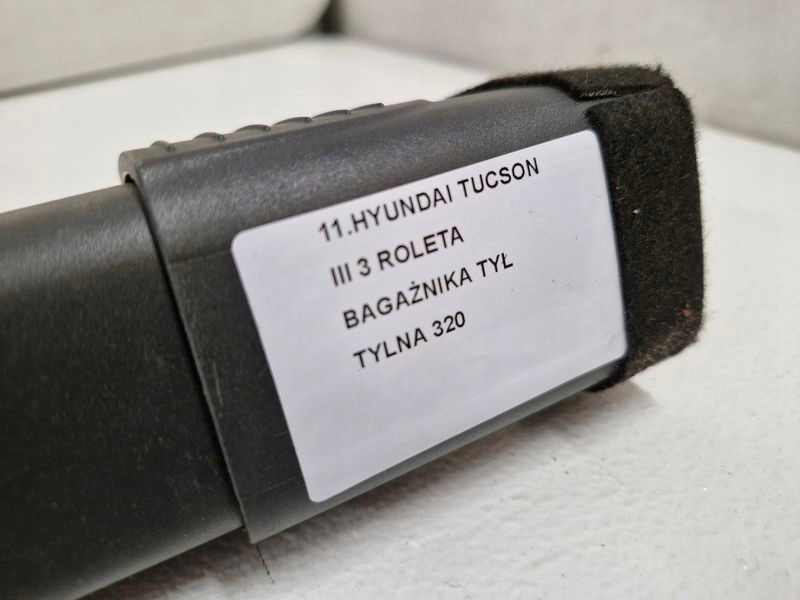 11.HYUNDAI TUCSON
III 3 ROLETA
BAGAŻNIKA TYŁ
TYLNA 320